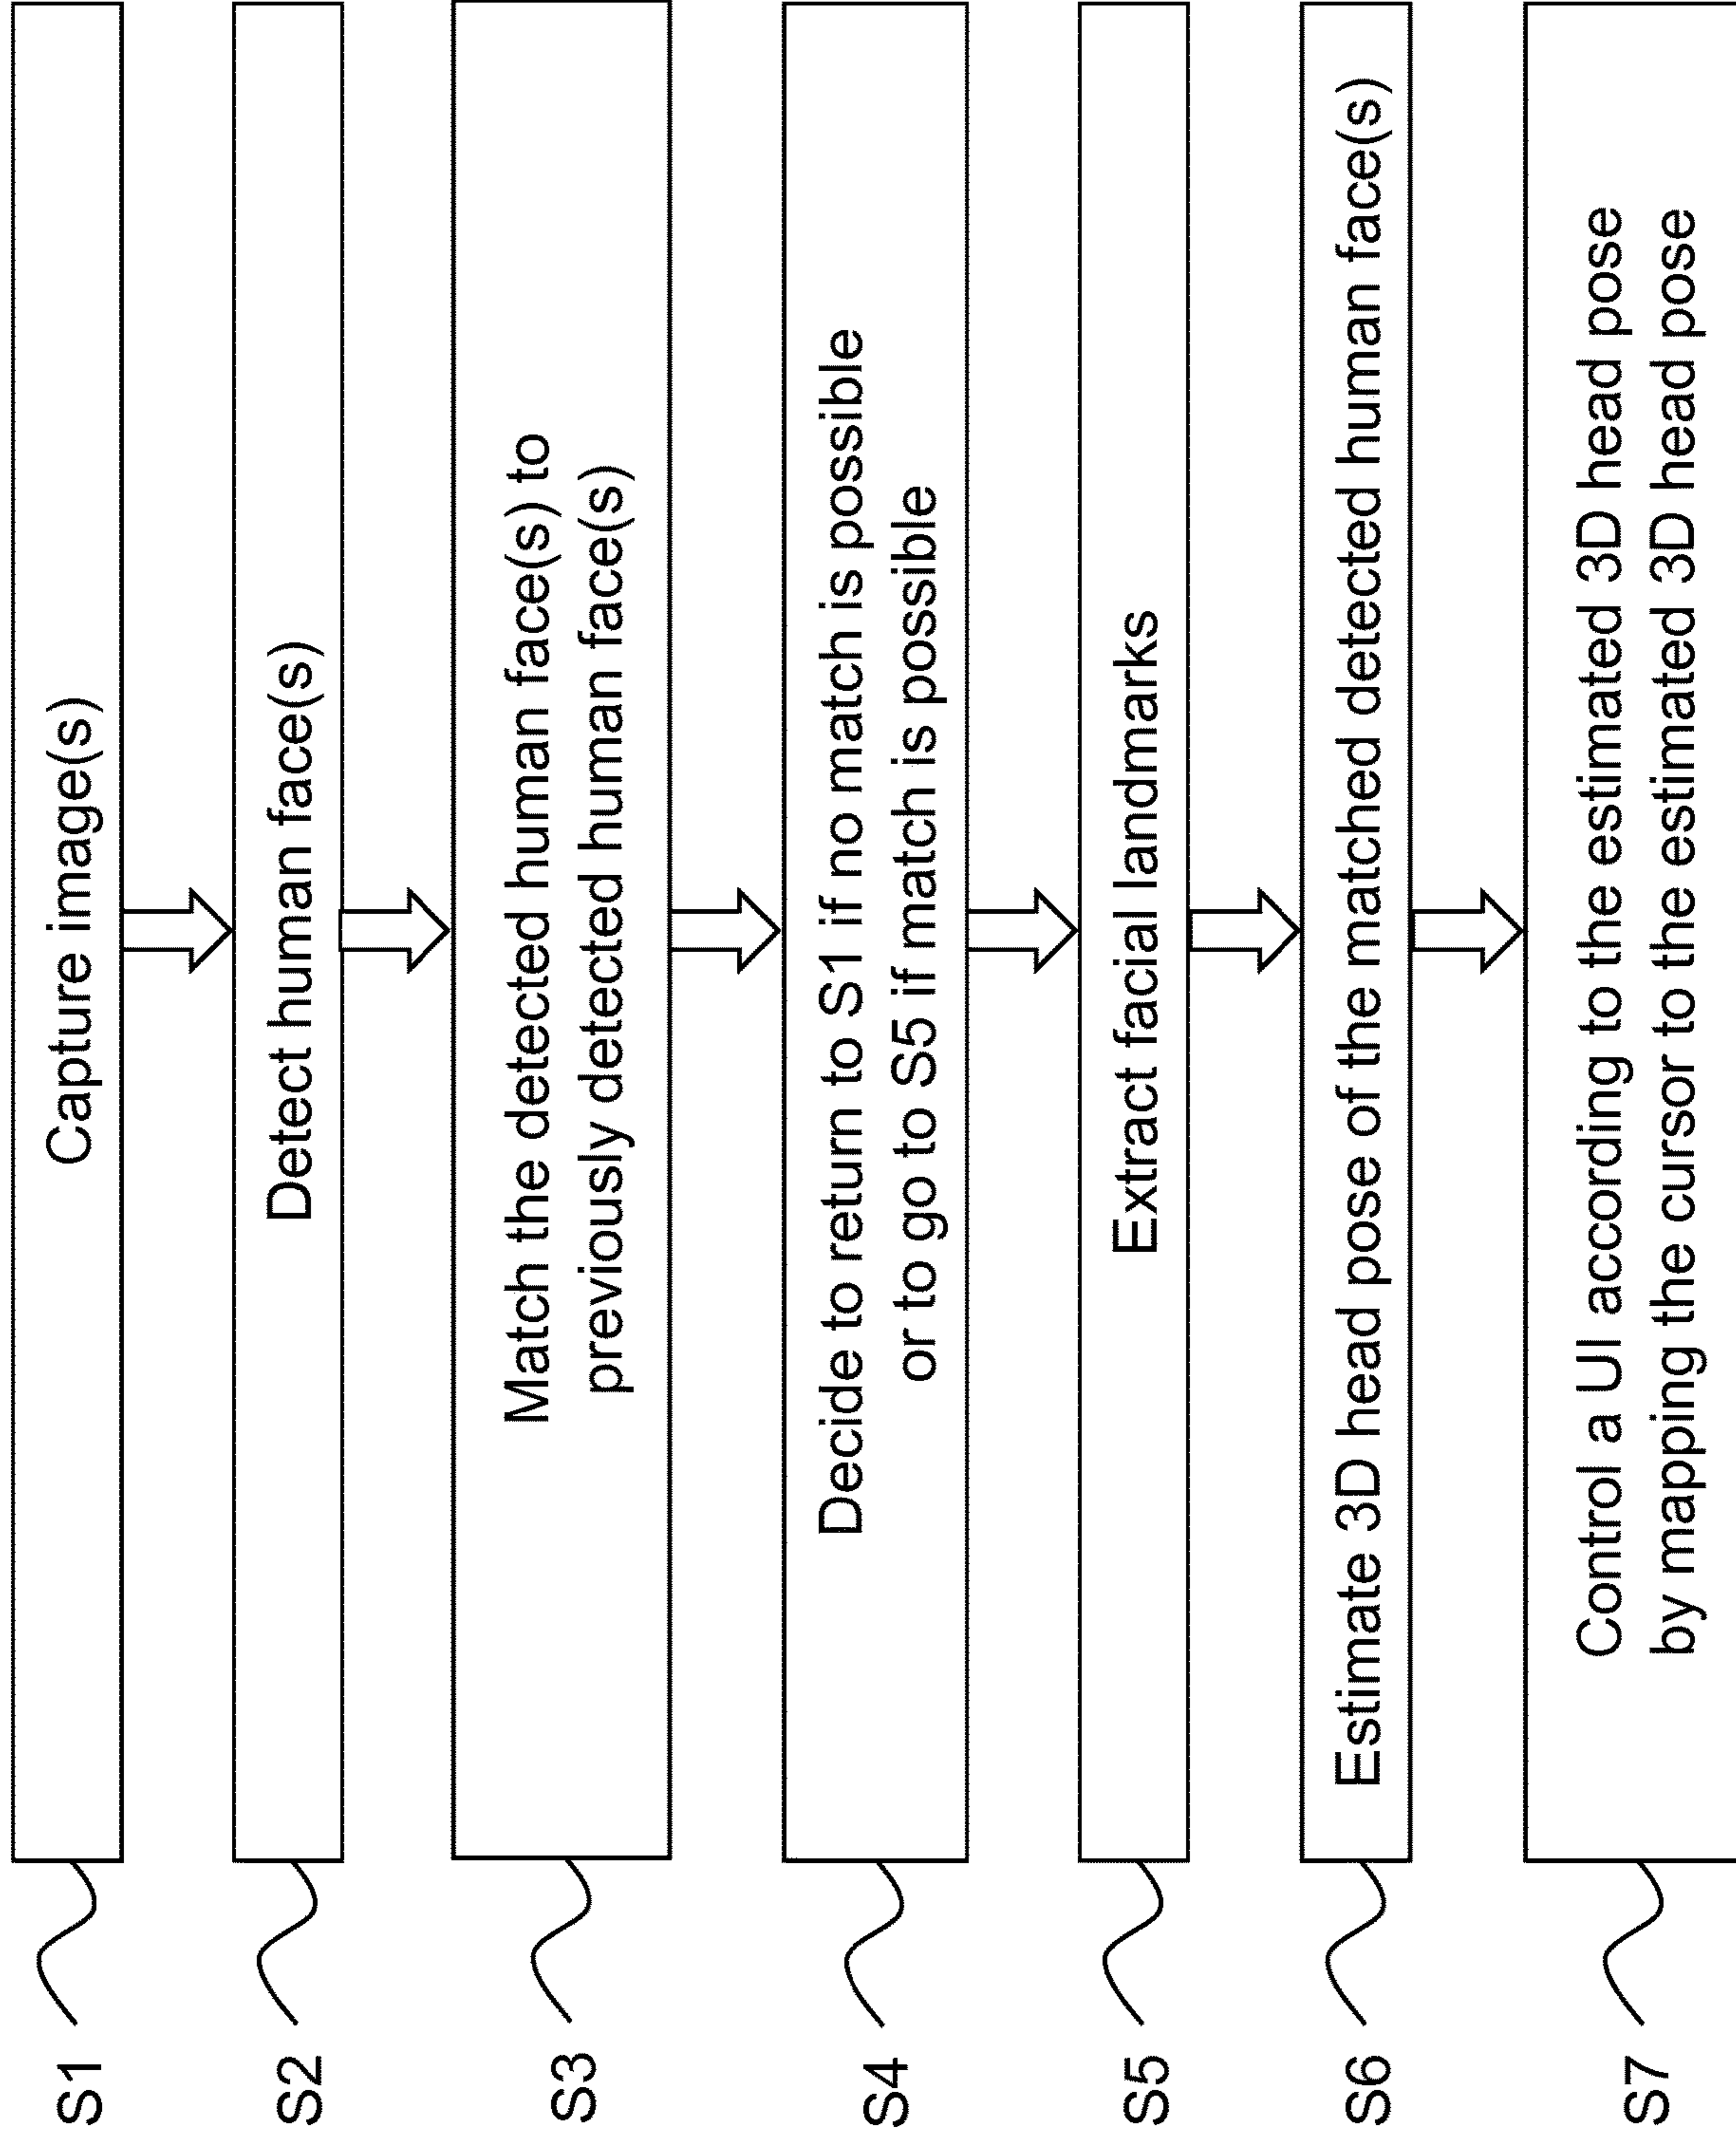 S1
Capture image(s)
S2
Detect human face(s)
S3
Match the detected human face(s) to
previously detected human face(s)
S4
Decide to return to S1 if no match is possible
or to go to S5 if match is possible
S5
Extract facial landmarks
S6
Estimate 3D head pose of the matched detected human face(s)
S7
Control a UI according to the estimated 3D head pose
by mapping the cursor to the estimated 3D head pose